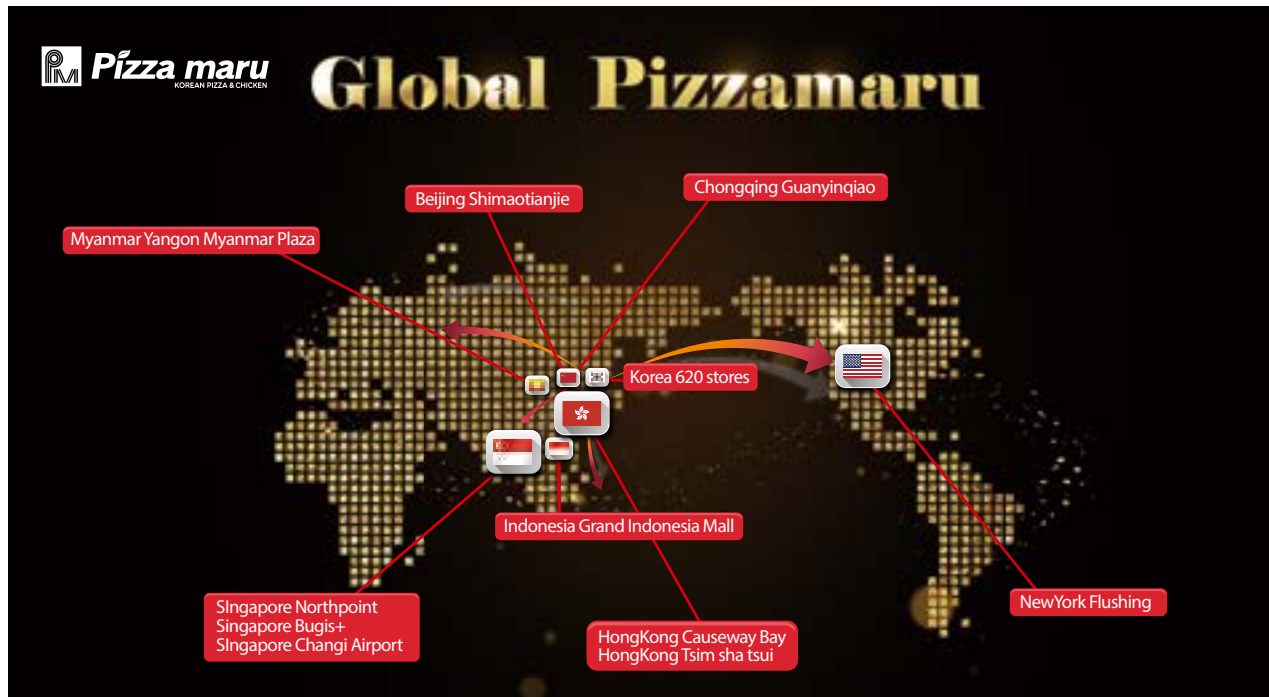 PM
Pizza maru
KOREAN PIZZA & CHICKEN
Global Pizzamaru
Chongqing Guanyinqiao
Beijing Shimaotianjie
Myanmar Yangon Myanmar Plaza
Korea 620 stores
Indonesia Grand Indonesia Mall
SIngapore Northpoint
Singapore Bugis+
SIngapore Changi Airport
HongKong Causeway Bay
HongKong Tsim sha tsui
NewYork Flushing